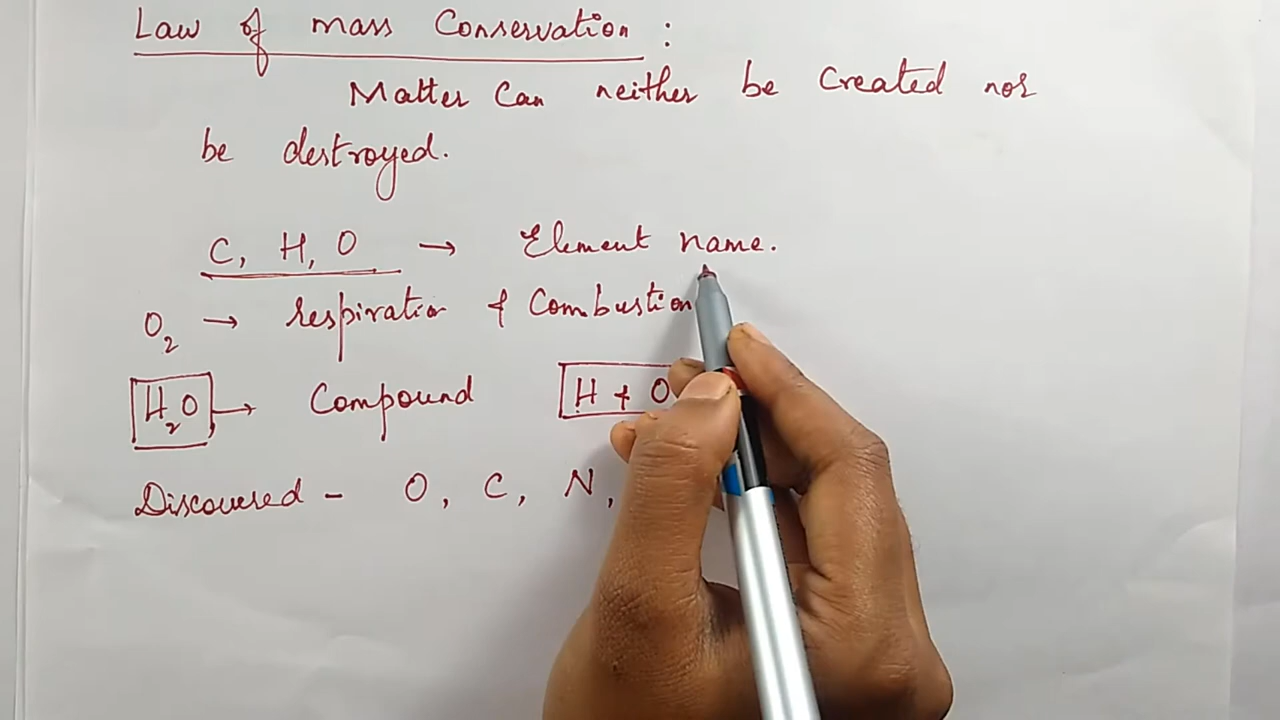 Law of mass Conservation :
Matter Can neither be Created nor
be destroyed.
C, H, O → Element name.
O2 → respiration & Combustion
H2O → Compound H + O
Discovered - O, C, N,